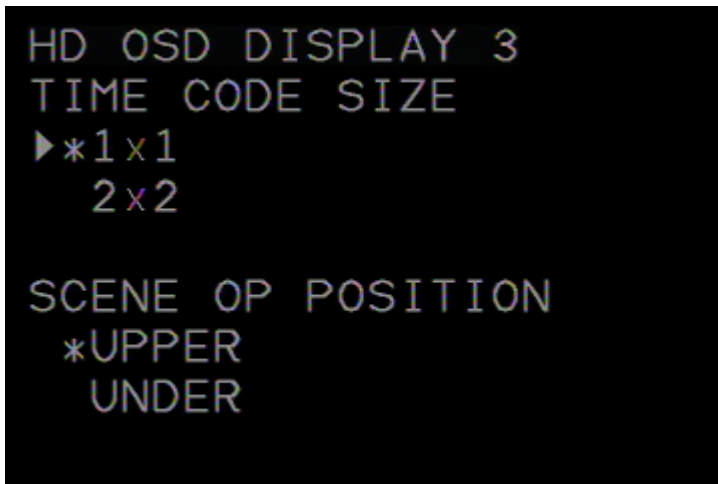 HD OSD DISPLAY 3
TIME CODE SIZE
▶*1x1
2x2
SCENE OP POSITION
*UPPER
UNDER